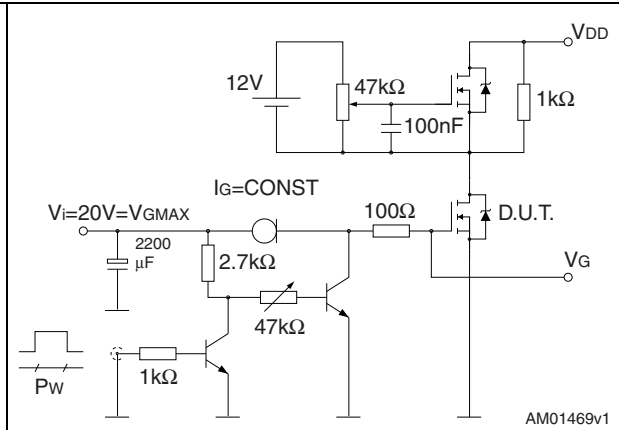 VDD
12V
47kΩ
1kΩ
100nF
IG=CONST
Vi=20V=VGMAX
100Ω
D.U.T.
2200
μF
2.7kΩ
VG
47kΩ
1kΩ
PW
AM01469v1